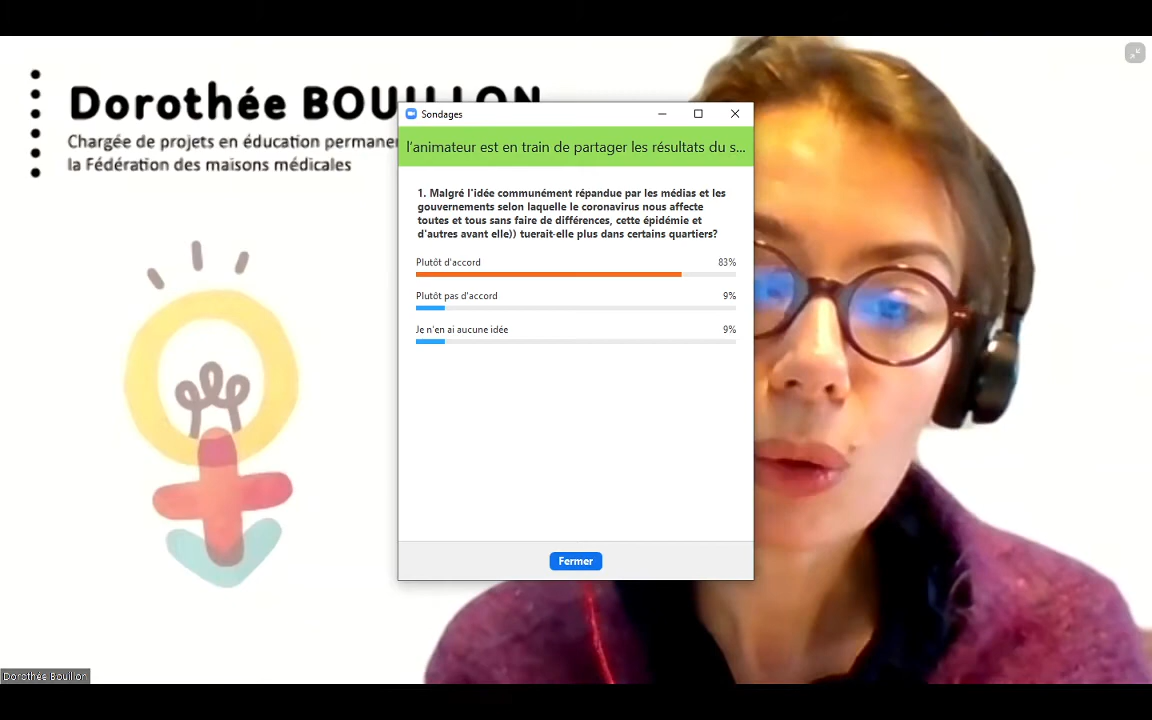 Dorothée BOUILLON
Chargée de projets en éducation permane
la Fédération des maisons médicales
Sondages
l'animateur est en train de partager les résultats du s...
1. Malgré l'idée communément répandue par les médias et les
gouvernements selon laquelle le coronavirus nous affecte
toutes et tous sans faire de différences, cette épidémie et
d'autres avant elle)) tuerait-elle plus dans certains quartiers?
Plutôt d'accord 83%
Plutôt pas d'accord 9%
Je n'en ai aucune idée 9%
Fermer
Dorothée Bouillon